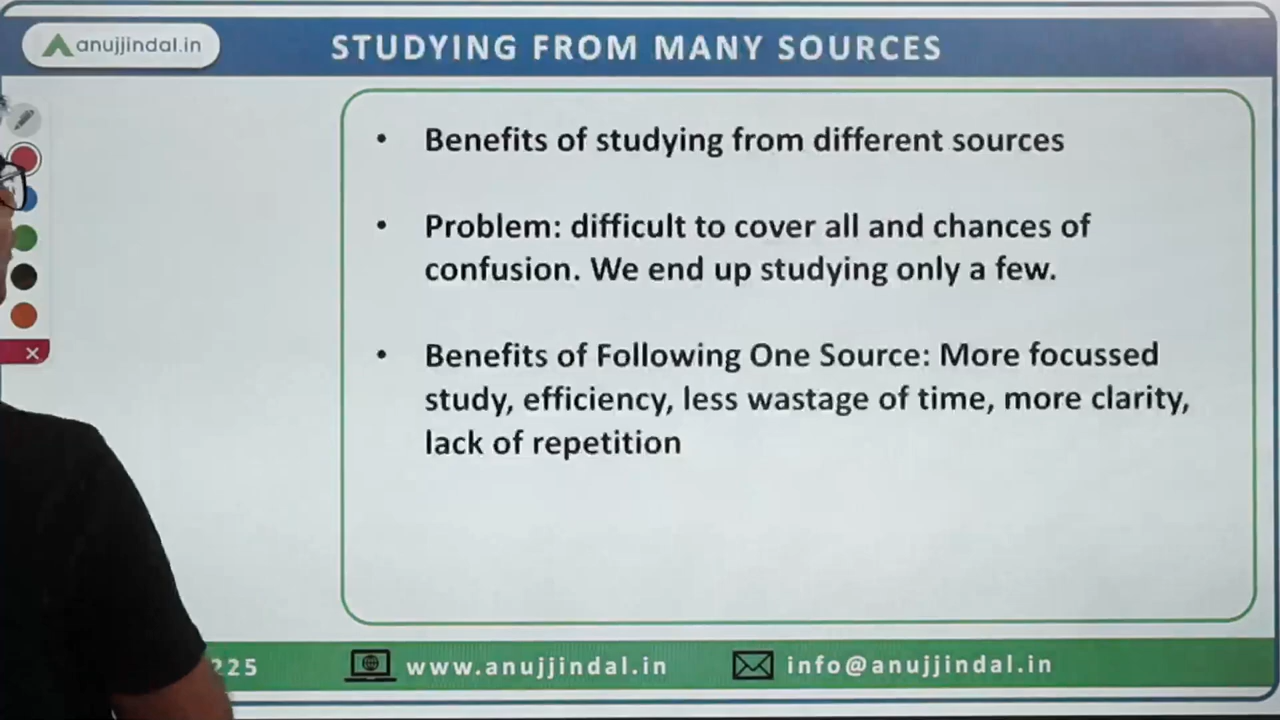 anujjindal.in
STUDYING FROM MANY SOURCES
• Benefits of studying from different sources
• Problem: difficult to cover all and chances of
confusion. We end up studying only a few.
• Benefits of Following One Source: More focussed
study, efficiency, less wastage of time, more clarity,
lack of repetition
225
www.anujjindal.in
info@anujjindal.in